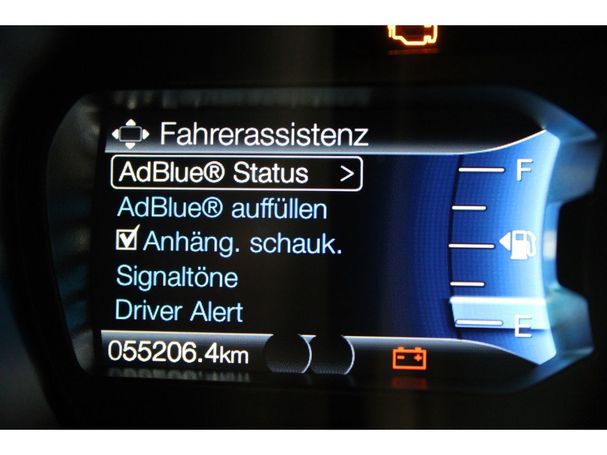 Fahrerassistenz
AdBlue® Status >
AdBlue® auffüllen
Anhäng. schauk.
Signaltöne
Driver Alert
F
E
055206.4km